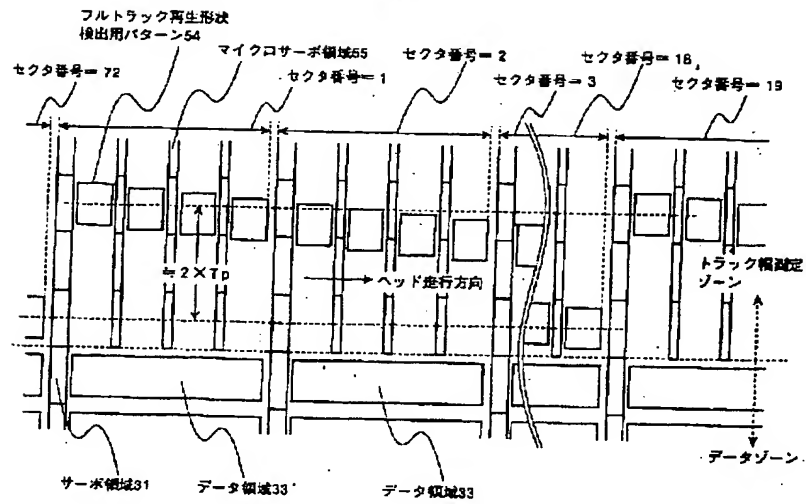 フルトラック再生形状
検出用パターン54
マイクロサーボ領域55
セクタ番号=2
セクタ番号=18
セクタ番号=72
セクタ番号=1
セクタ番号=3
セクタ番号=19
≒2×Tp
ヘッド走行方向
トラック幅測定
ゾーン
データゾーン
サーボ領域31
データ領域33
データ領域33